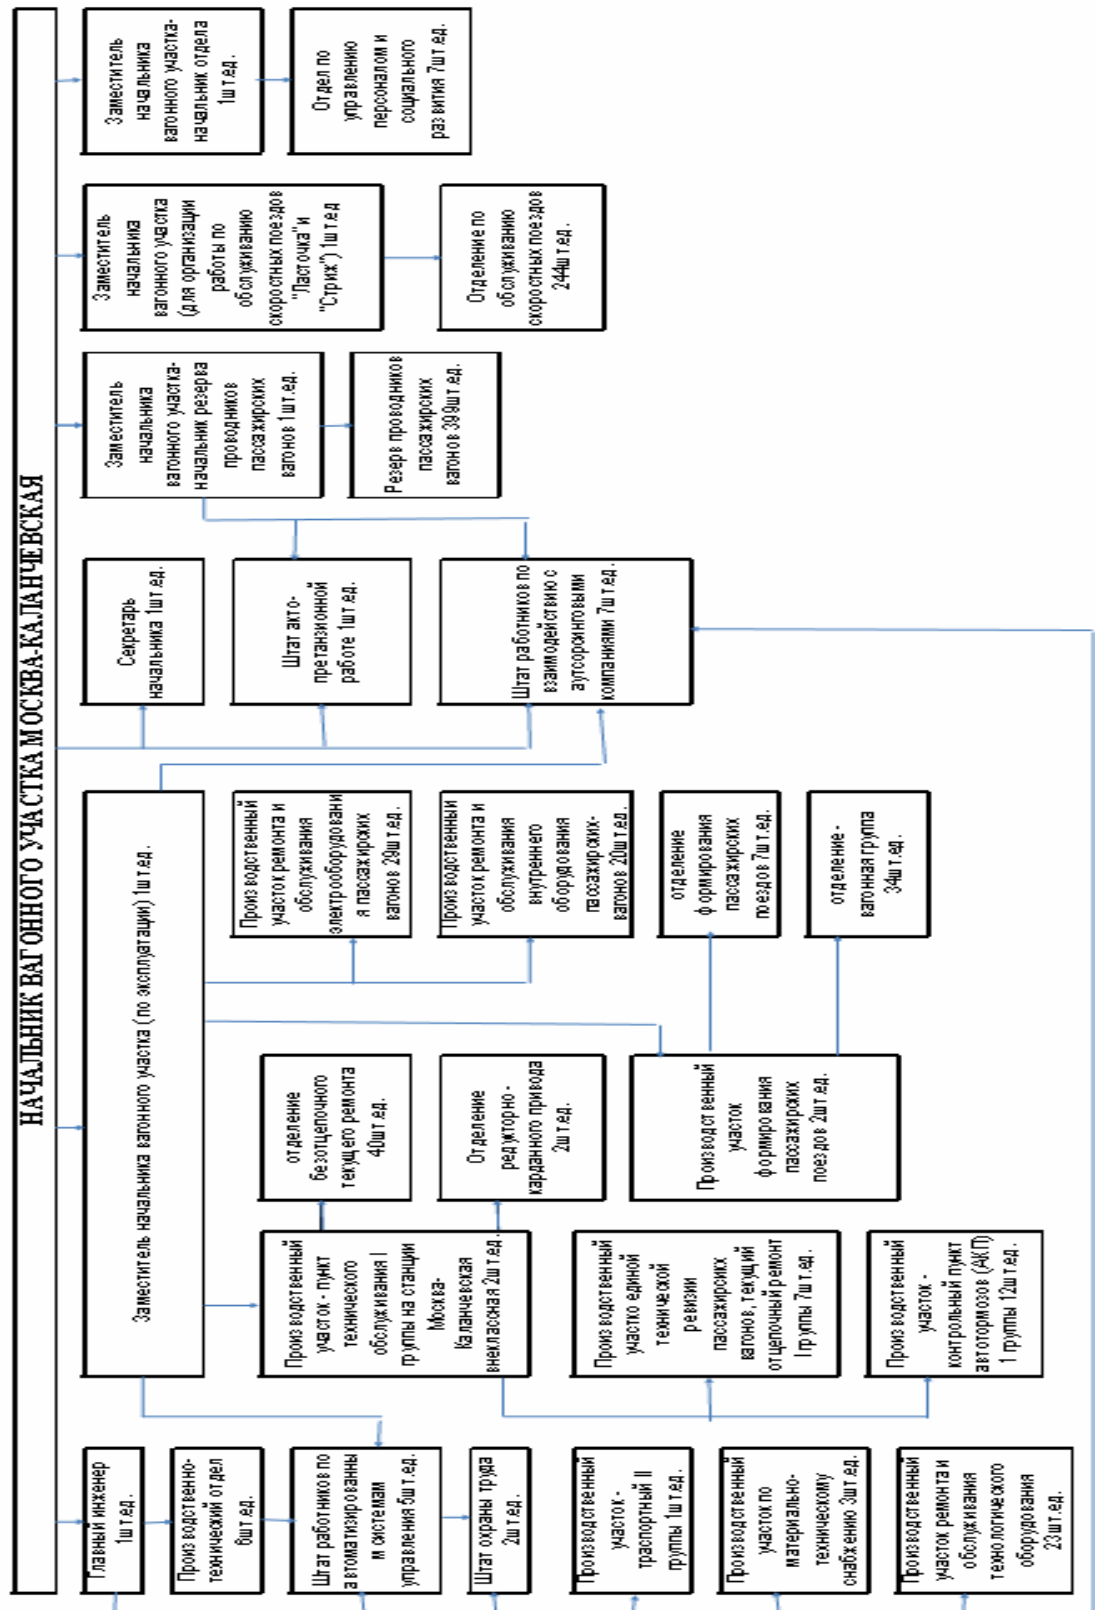 НАЧАЛЬНИК ВАГОННОГО УЧАСТКА МОСКВА-КАЛАНЧЕВСКАЯ
Главный инженер
1шт.ед.
Производственно-
технический отдел
6шт.ед.
Штат работников по
автоматизированны
м системам
управления 5шт.ед.
Штат охраны труда
2шт.ед.
Производственный
участок -
траспортный II
группы 1шт.ед.
Производственный
участок по
материально-
техническому
снабжению 3шт.ед.
Производственный
участок ремонта и
обслуживания
технологического
оборудования
23шт.ед.
Заместитель начальника вагонного участка (по эксплуатации) 1шт.ед.
Производственный
участок - пункт
технического
обслуживания I
группы на станции
Москва-
Каланчевская
внеклассная 2шт.ед.
отделение
безотцепочного
текущего ремонта
40шт.ед.
Отделение
редукторно -
карданного привода
2шт.ед.
Производственный
участко единой
технической
ревизии
пассажирсикх
вагонов, текущий
отцепочный ремонт
I группы 7шт.ед.
Производственный
участок -
контрольный пункт
автотормозов (АКП)
1 группы 12шт.ед.
Производственный
участок
формирования
пассажирских
поездов 2шт.ед.
Производственный
участок ремонта и
обслуживания
электрооборудовани
я пассажирских
вагонов 29шт.ед.
Производственный
участок ремонта и
обслуживания
внутреннего
оборудования
пассажирских-
вагонов 20шт.ед.
отделение
формирования
пассажирских
поездов 7шт.ед.
отделение -
вагонная группа
34шт.ед.
Секретарь
начальника 1шт.ед.
Штат акто-
претанзионной
работе 1шт.ед.
Штат работников по
взаимодействию с
аутсорсинговыми
компаниями 7шт.ед.
Заместитель
начальника
вагонного участка-
начальник резерва
проводников
пассажирских
вагонов 1шт.ед.
Резерв проводников
пассажирских
вагонов 399шт.ед.
Заместитель
начальника
вагонного участка
(для организации
работы по
обслуживанию
скоростных поездов
"Ласточка"и
"Стриж") 1шт.ед
Отделение по
обслуживанию
скоростных поездов
244шт.ед.
Заместитель
начальника
вагонного участка-
начальник отдела
1шт.ед.
Отдел по
управлению
персоналом и
социального
развития 7шт.ед.